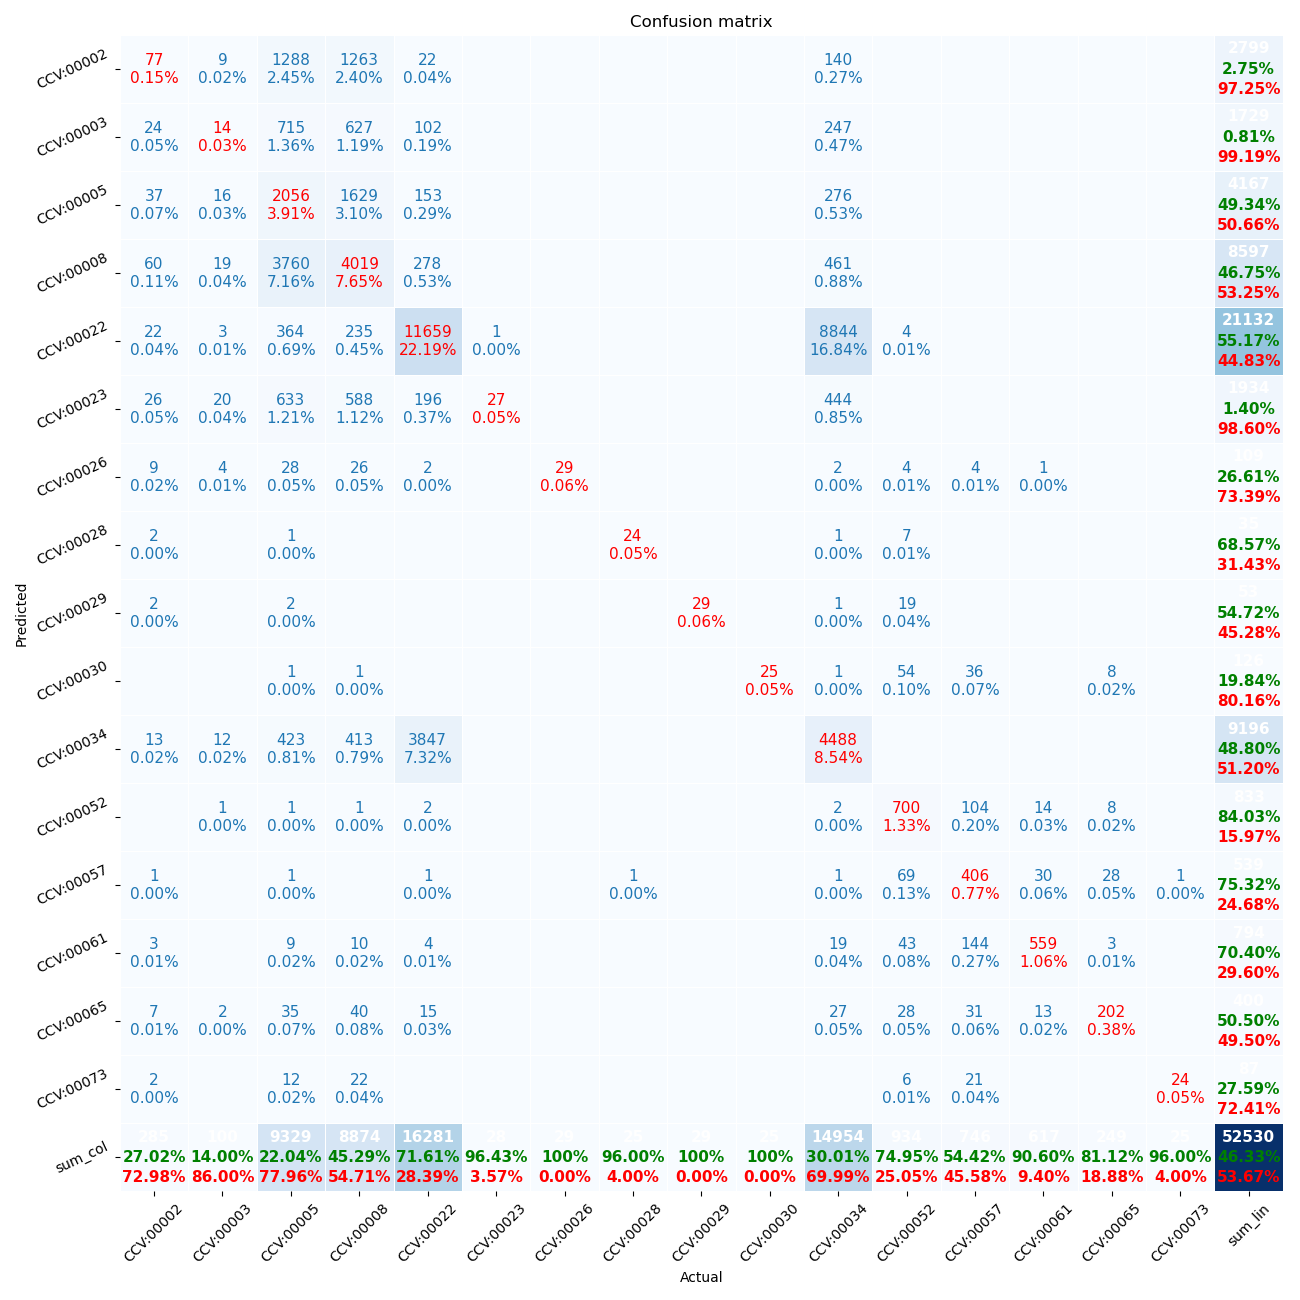 Confusion matrix
CCV:00002 77 9 1288 1263 22 140 2799
0.15% 0.02% 2.45% 2.40% 0.04% 0.27% 2.75%
97.25%
CCV:00003 24 14 715 627 102 247 1729
0.05% 0.03% 1.36% 1.19% 0.19% 0.47% 0.81%
99.19%
CCV:00005 37 16 2056 1629 153 276 4167
0.07% 0.03% 3.91% 3.10% 0.29% 0.53% 49.34%
50.66%
CCV:00008 60 19 3760 4019 278 461 8597
0.11% 0.04% 7.16% 7.65% 0.53% 0.88% 46.75%
53.25%
CCV:00022 22 3 364 235 11659 1 8844 4 21132
0.04% 0.01% 0.69% 0.45% 22.19% 0.00% 16.84% 0.01% 55.17%
44.83%
CCV:00023 26 20 633 588 196 27 444 1934
0.05% 0.04% 1.21% 1.12% 0.37% 0.05% 0.85% 1.40%
98.60%
CCV:00026 9 4 28 26 2 29 2 4 4 1 109
0.02% 0.01% 0.05% 0.05% 0.00% 0.06% 0.00% 0.01% 0.01% 0.00% 26.61%
73.39%
CCV:00028 2 1 24 1 7 35
0.00% 0.00% 0.05% 0.00% 0.01% 68.57%
31.43%
CCV:00029 2 2 29 1 19 53
0.00% 0.00% 0.06% 0.00% 0.04% 54.72%
45.28%
Predicted
CCV:00030 1 1 25 1 54 36 8 126
0.00% 0.00% 0.05% 0.00% 0.10% 0.07% 0.02% 19.84%
80.16%
CCV:00034 13 12 423 413 3847 4488 9196
0.02% 0.02% 0.81% 0.79% 7.32% 8.54% 48.80%
51.20%
CCV:00052 1 1 1 2 2 700 104 14 8 833
0.00% 0.00% 0.00% 0.00% 0.00% 1.33% 0.20% 0.03% 0.02% 84.03%
15.97%
CCV:00057 1 1 1 1 1 69 406 30 28 1 539
0.00% 0.00% 0.00% 0.00% 0.00% 0.13% 0.77% 0.06% 0.05% 0.00% 75.32%
24.68%
CCV:00061 3 9 10 4 19 43 144 559 3 794
0.01% 0.02% 0.02% 0.01% 0.04% 0.08% 0.27% 1.06% 0.01% 70.40%
29.60%
CCV:00065 7 2 35 40 15 27 28 31 13 202 400
0.01% 0.00% 0.07% 0.08% 0.03% 0.05% 0.05% 0.06% 0.02% 0.38% 50.50%
49.50%
CCV:00073 2 12 22 6 21 24 87
0.00% 0.02% 0.04% 0.01% 0.04% 0.05% 27.59%
72.41%
sum_col 285 100 9329 8874 16281 28 29 25 29 25 14954 934 746 617 249 25 52530
27.02% 14.00% 22.04% 45.29% 71.61% 96.43% 100% 96.00% 100% 100% 30.01% 74.95% 54.42% 90.60% 81.12% 96.00% 46.33%
72.98% 86.00% 77.96% 54.71% 28.39% 3.57% 0.00% 4.00% 0.00% 0.00% 69.99% 25.05% 45.58% 9.40% 18.88% 4.00% 53.67%
CCV:00002 CCV:00003 CCV:00005 CCV:00008 CCV:00022 CCV:00023 CCV:00026 CCV:00028 CCV:00029 CCV:00030 CCV:00034 CCV:00052 CCV:00057 CCV:00061 CCV:00065 CCV:00073 sum_lin
Actual